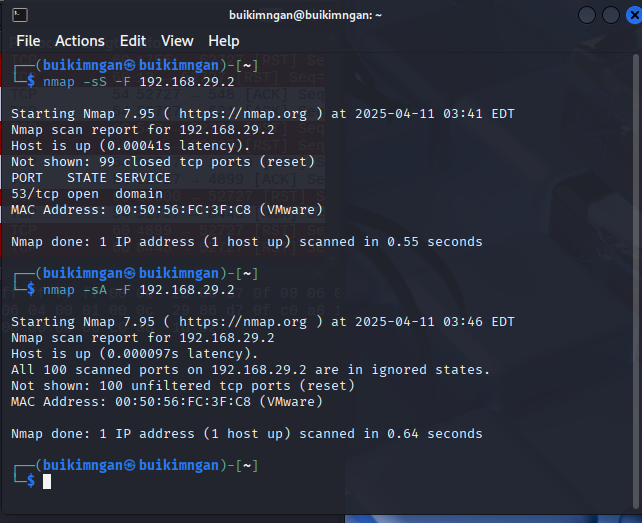 buikimngan@buikimngan: ~
File Actions Edit View Help
┌──(buikimngan㉿buikimngan)-[~]
└─$ nmap -sS -F 192.168.29.2
Starting Nmap 7.95 ( https://nmap.org ) at 2025-04-11 03:41 EDT
Nmap scan report for 192.168.29.2
Host is up (0.00041s latency).
Not shown: 99 closed tcp ports (reset)
PORT   STATE SERVICE
53/tcp open  domain
MAC Address: 00:50:56:FC:3F:C8 (VMware)
Nmap done: 1 IP address (1 host up) scanned in 0.55 seconds
┌──(buikimngan㉿buikimngan)-[~]
└─$ nmap -sA -F 192.168.29.2
Starting Nmap 7.95 ( https://nmap.org ) at 2025-04-11 03:46 EDT
Nmap scan report for 192.168.29.2
Host is up (0.000097s latency).
All 100 scanned ports on 192.168.29.2 are in ignored states.
Not shown: 100 unfiltered tcp ports (reset)
MAC Address: 00:50:56:FC:3F:C8 (VMware)
Nmap done: 1 IP address (1 host up) scanned in 0.64 seconds
┌──(buikimngan㉿buikimngan)-[~]
└─$